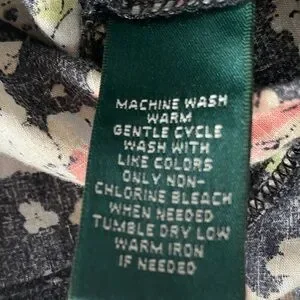 MACHINE WASH
WARM
GENTLE CYCLE
WASH WITH
LIKE COLORS
ONLY NON-
CHLORINE BLEACH
WHEN NEEDED
TUMBLE DRY LOW
WARM IRON
IF NEEDED